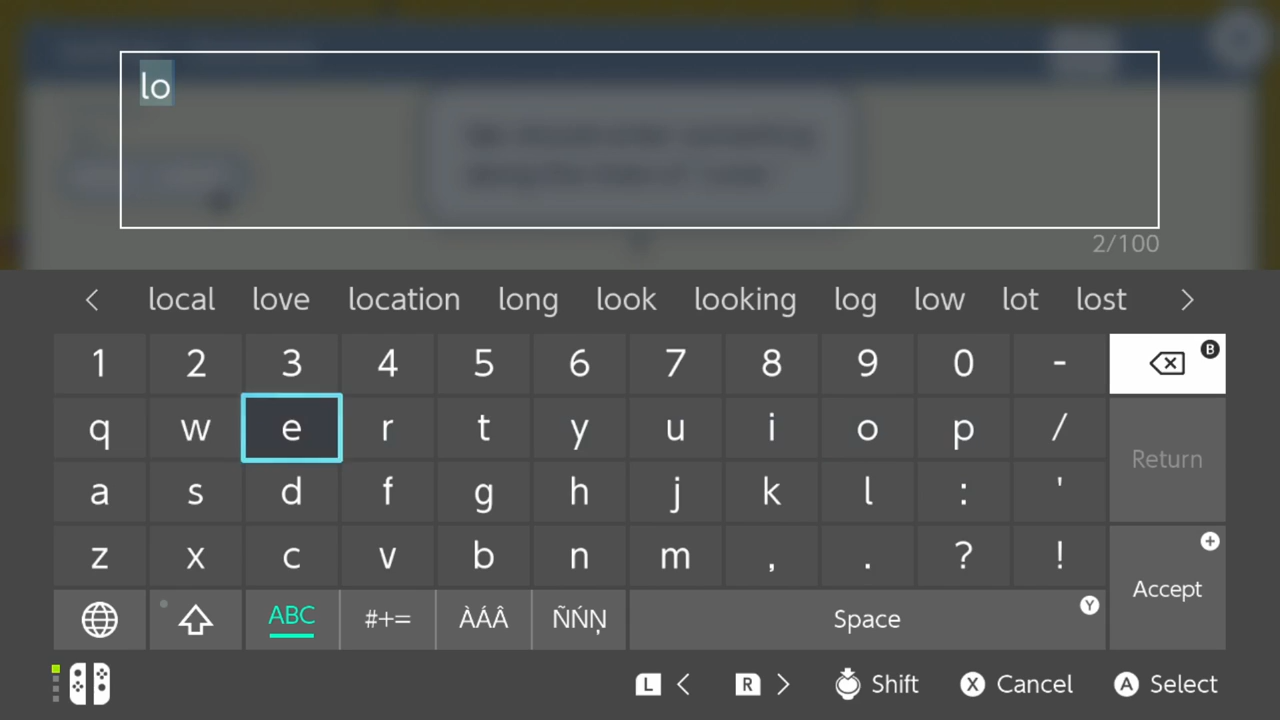 lo
2/100
local love location long look looking log low lot lost
1 2 3 4 5 6 7 8 9 0 -
B
q w e r t y u i o p /
Return
a s d f g h j k l : '
z x c v b n m , . ? !
+
Accept
ABC #+= ÀÁÂ ÑŃŅ Space Y
L R Shift X Cancel A Select